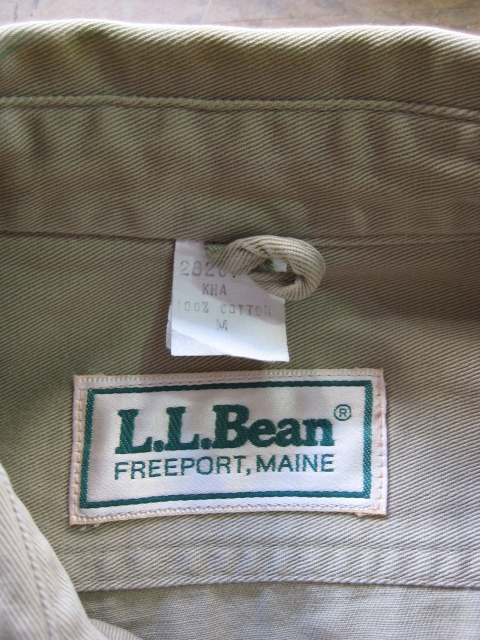 KHA
100% COTTON
M
L.L.Bean®
FREEPORT, MAINE